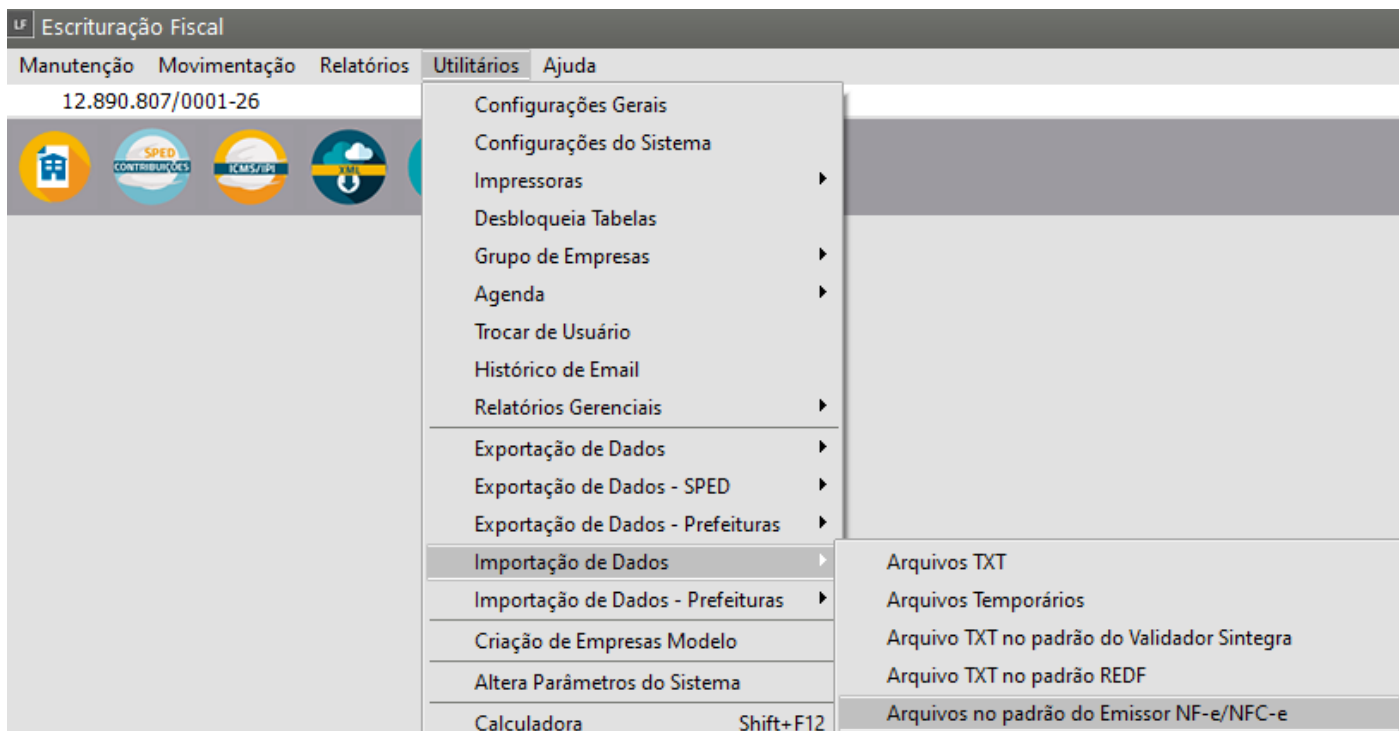 LF Escrituração Fiscal
Manutenção Movimentação Relatórios Utilitários Ajuda
12.890.807/0001-26
SPED
CONTRIBUIÇÕES
ICMS/IPI
XML
Configurações Gerais
Configurações do Sistema
Impressoras
Desbloqueia Tabelas
Grupo de Empresas
Agenda
Trocar de Usuário
Histórico de Email
Relatórios Gerenciais
Exportação de Dados
Exportação de Dados - SPED
Exportação de Dados - Prefeituras
Importação de Dados
Importação de Dados - Prefeituras
Criação de Empresas Modelo
Altera Parâmetros do Sistema
Calculadora Shift+F12
Arquivos TXT
Arquivos Temporários
Arquivo TXT no padrão do Validador Sintegra
Arquivo TXT no padrão REDF
Arquivos no padrão do Emissor NF-e/NFC-e